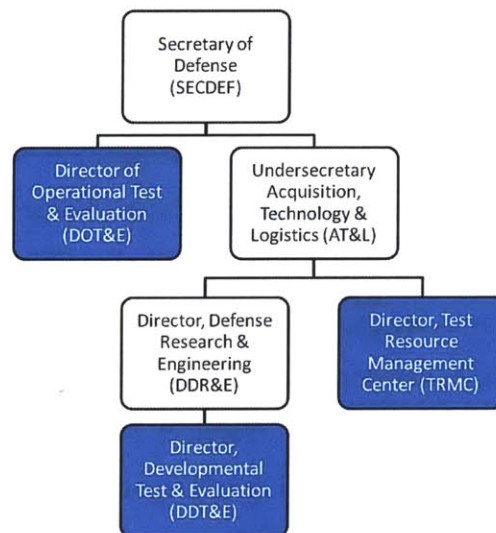 Secretary of
Defense
(SECDEF)
Director of
Operational Test
& Evaluation
(DOT&E)
Undersecretary
Acquisition,
Technology &
Logistics (AT&L)
Director, Defense
Research &
Engineering
(DDR&E)
Director, Test
Resource
Management
Center (TRMC)
Director,
Developmental
Test & Evaluation
(DDT&E)